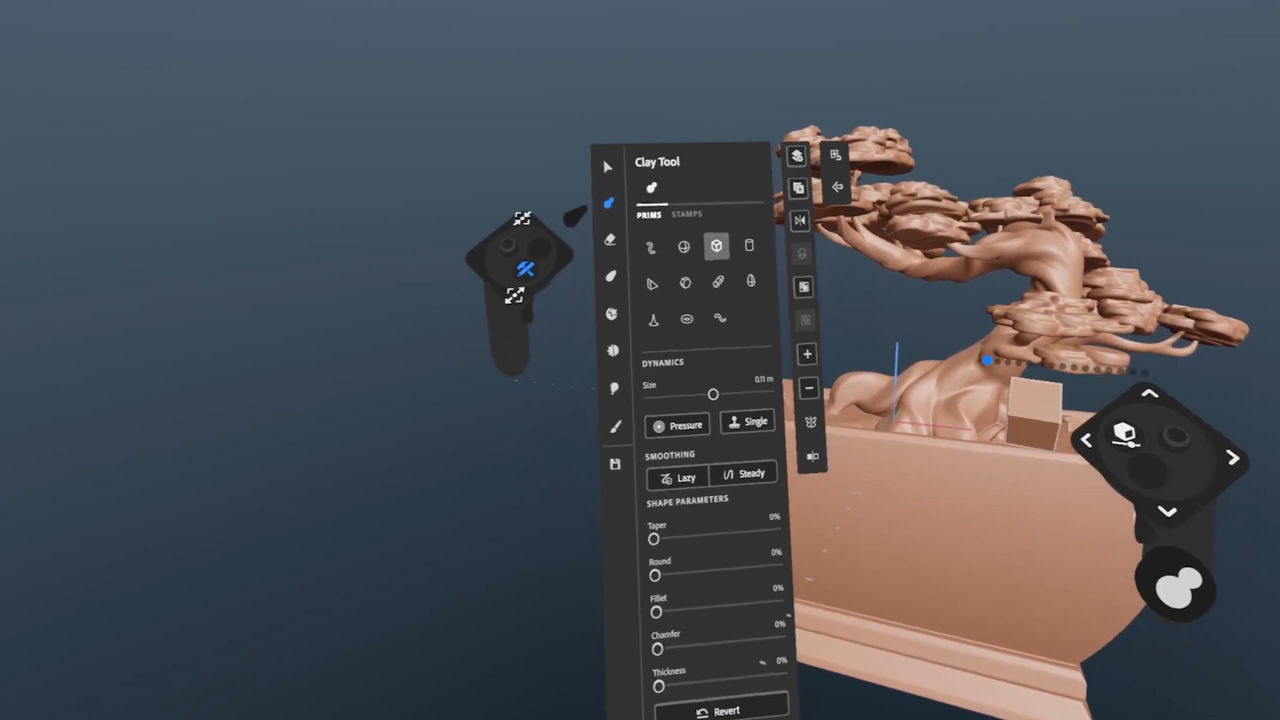 Clay Tool
PRIMS STAMPS
DYNAMICS
Size 0.11 m
Pressure Single
SMOOTHING
Lazy Steady
SHAPE PARAMETERS
Taper 0%
Round 0%
Fillet 0%
Chamfer 0%
Thickness 0%
Revert